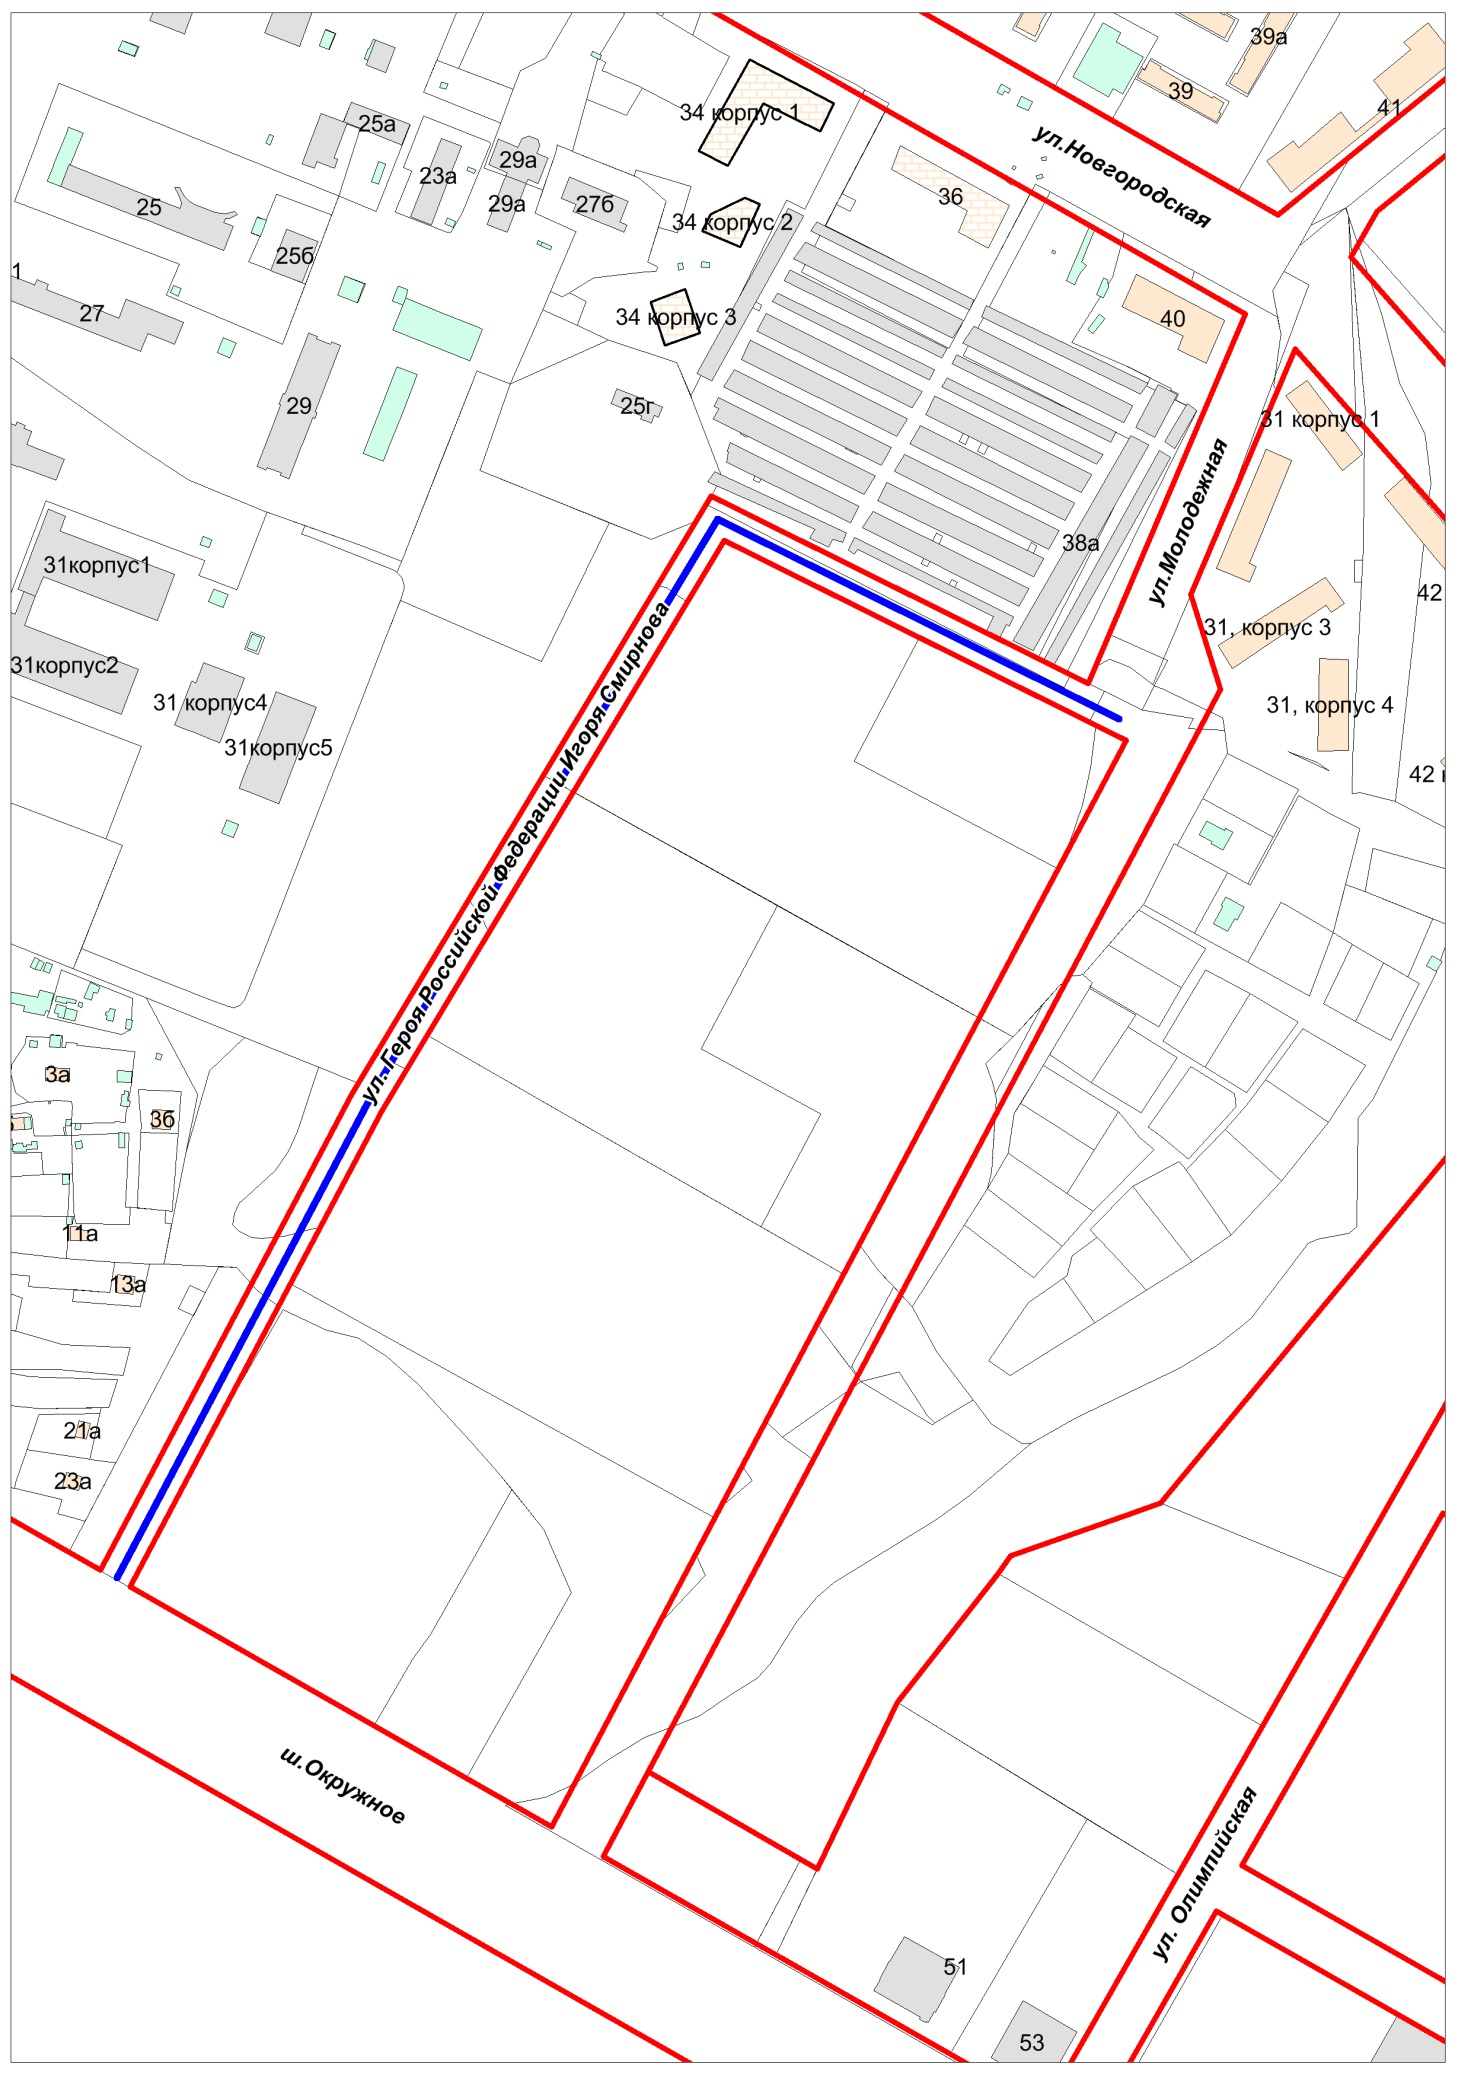 39а
39
41
34 корпус 1
25а
ул.Новгородская
29а
23а
36
25
29а
27б
34 корпус 2
25б
1
27
34 корпус 3
40
29
25г
31 корпус 1
ул.Молодежная
38а
31корпус1
42
31, корпус 3
31корпус2
31 корпус4
31, корпус 4
31корпус5
42
ул.Героя Российской Федерации Игоря Смирнова
3а
3б
11а
13а
21а
23а
ш.Окружное
ул. Олимпийская
51
53